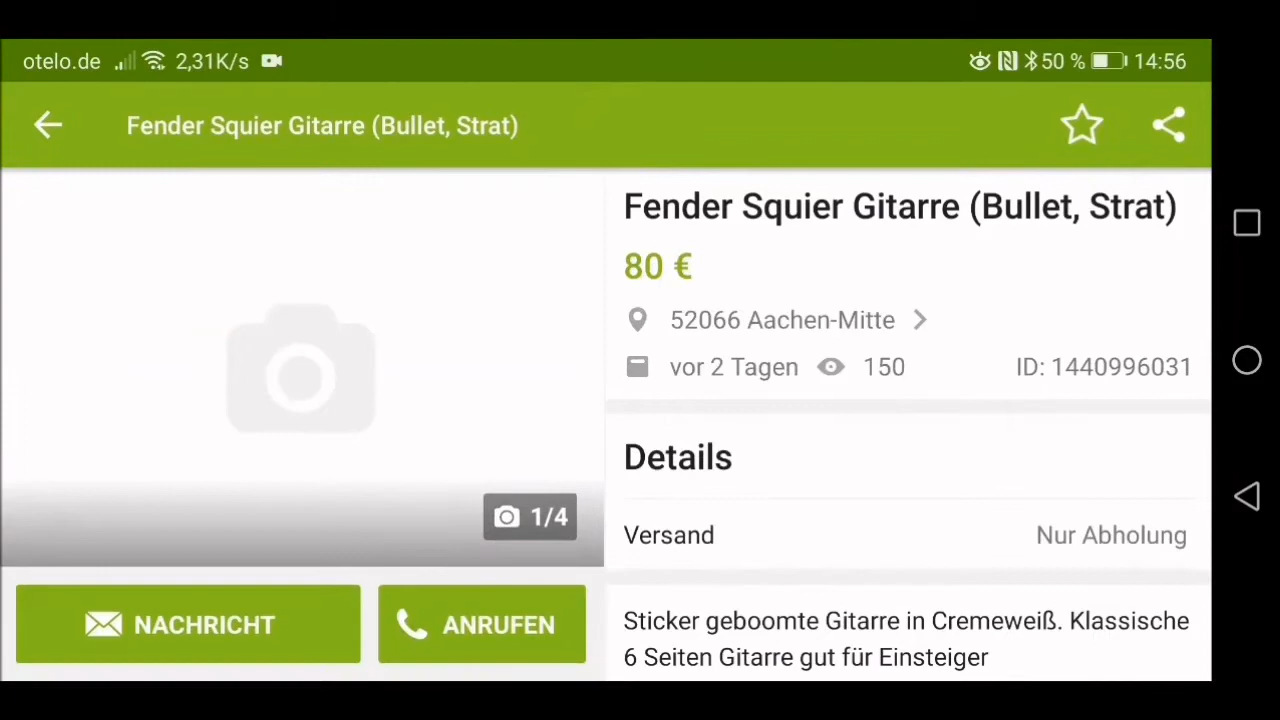 otelo.de 2,31K/s 50 % 14:56
Fender Squier Gitarre (Bullet, Strat)
Fender Squier Gitarre (Bullet, Strat)
80 €
52066 Aachen-Mitte
vor 2 Tagen 150 ID: 1440996031
Details
Versand Nur Abholung
Sticker geboomte Gitarre in Cremeweiß. Klassische
6 Seiten Gitarre gut für Einsteiger
1/4
NACHRICHT ANRUFEN